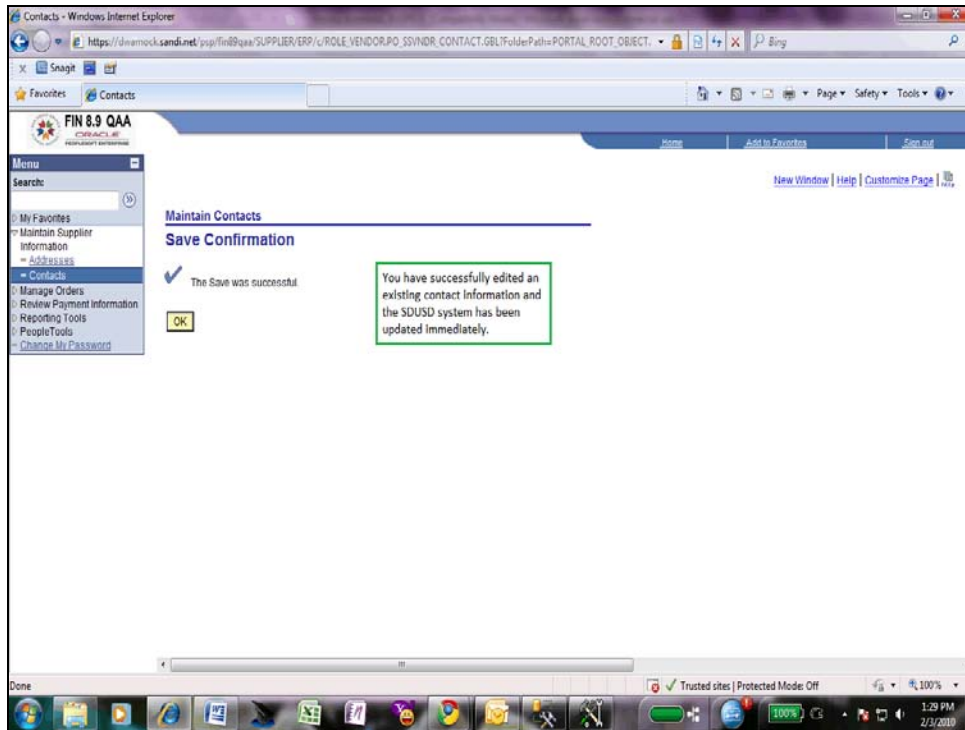 Contacts - Windows Internet Explorer
https://dwamock.sandi.net/psp/fin89qaa/SUPPLIER/ERP/c/ROLE_VENDOR.PO_SSVNDR_CONTACT.GBL?FolderPath=PORTAL_ROOT_OBJECT.
Bing
x Snagit
Favorites Contacts
Page Safety Tools
FIN 8.9 QAA
ORACLE
PEOPLESOFT ENTERPRISE
Home Add to Favorites Sign out
Menu
New Window | Help | Customize Page |
Search:
My Favorites
Maintain Supplier
Information
– Addresses
– Contacts
Manage Orders
Review Payment Information
Reporting Tools
PeopleTools
– Change My Password
Maintain Contacts
Save Confirmation
The Save was successful.
OK
You have successfully edited an
existing contact information and
the SDUSD system has been
updated immediately.
Done
Trusted sites | Protected Mode: Off
100%
100%
1:29 PM
2/3/2010